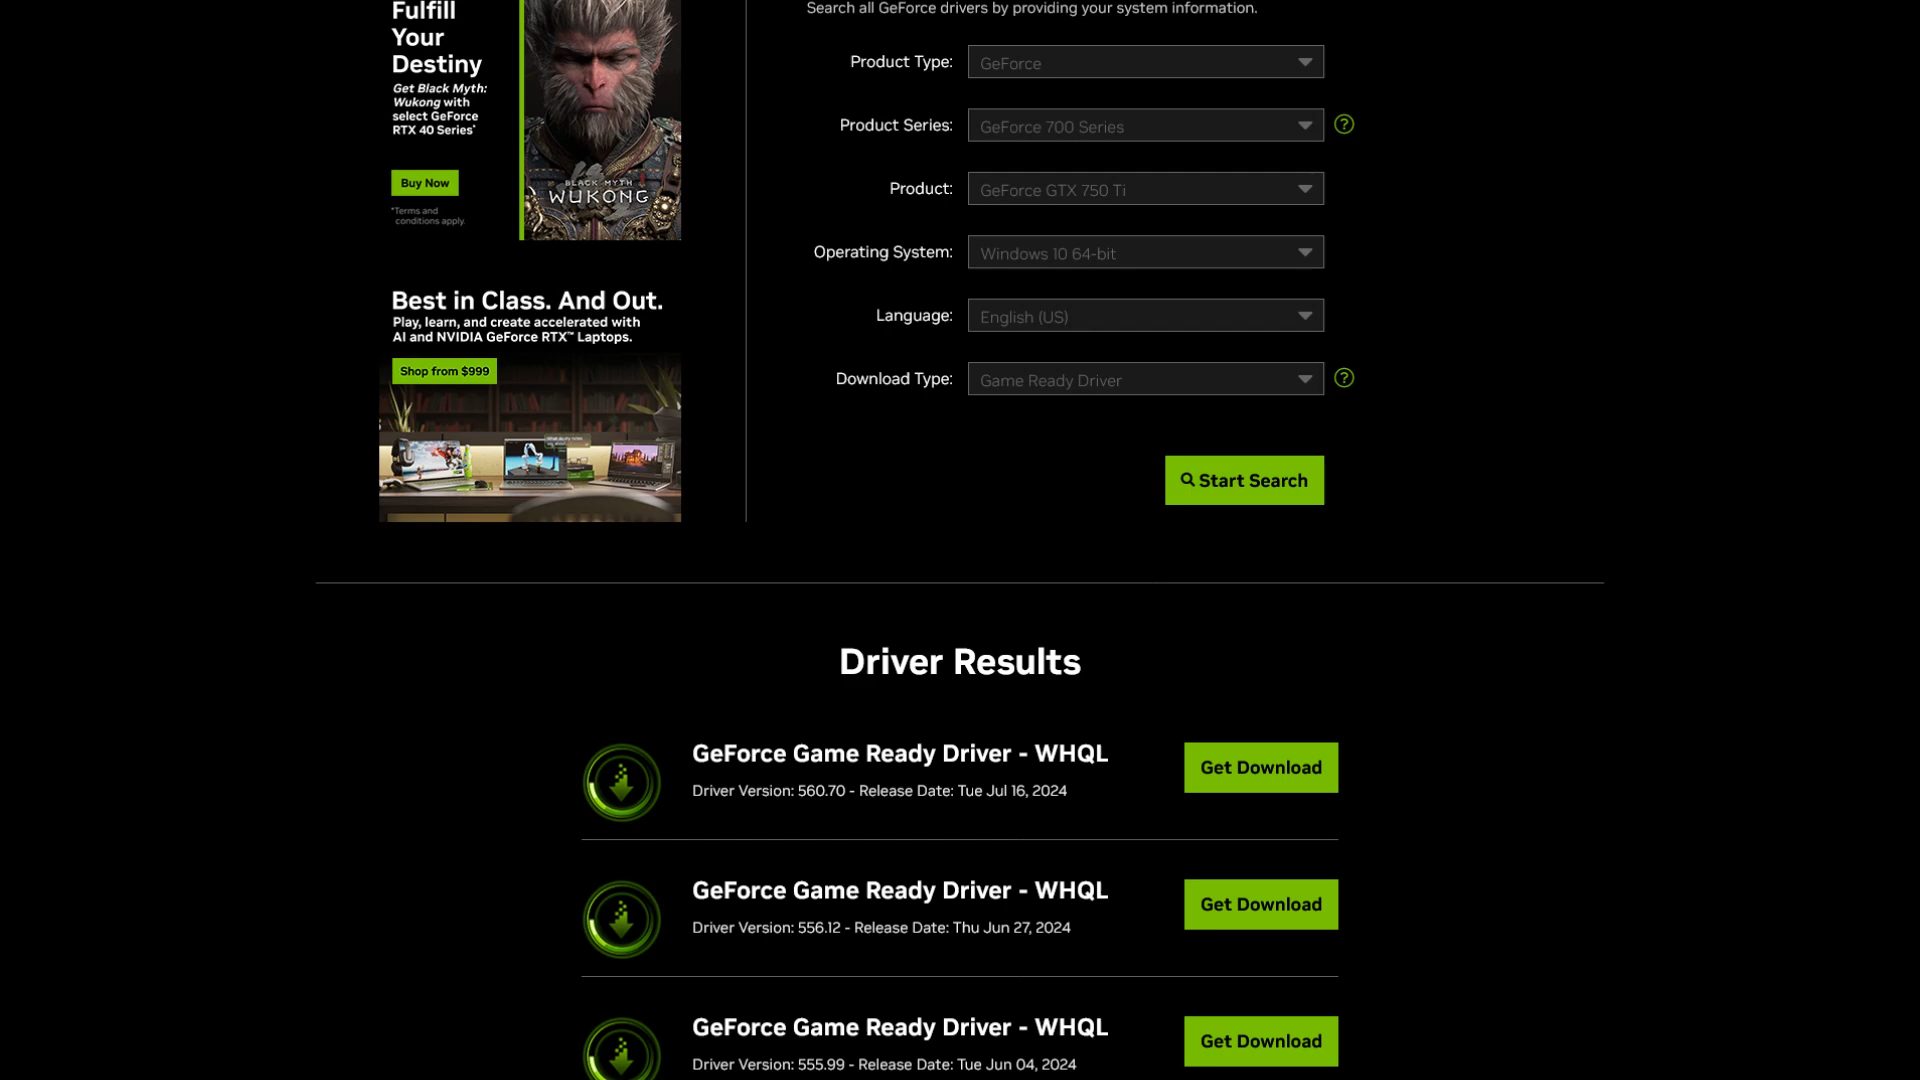 Fulfill
Your
Destiny
Get Black Myth:
Wukong with
select GeForce
RTX 40 Series*
Buy Now
*Terms and
conditions apply.
BLACK MYTH
WUKONG
Best in Class. And Out.
Play, learn, and create accelerated with
AI and NVIDIA GeForce RTX™ Laptops.
Shop from $999
Search all GeForce drivers by providing your system information.
Product Type: GeForce
Product Series: GeForce 700 Series ?
Product: GeForce GTX 750 Ti
Operating System: Windows 10 64-bit
Language: English (US)
Download Type: Game Ready Driver ?
Start Search
Driver Results
GeForce Game Ready Driver - WHQL
Driver Version: 560.70 - Release Date: Tue Jul 16, 2024
Get Download
GeForce Game Ready Driver - WHQL
Driver Version: 556.12 - Release Date: Thu Jun 27, 2024
Get Download
GeForce Game Ready Driver - WHQL
Driver Version: 555.99 - Release Date: Tue Jun 04, 2024
Get Download